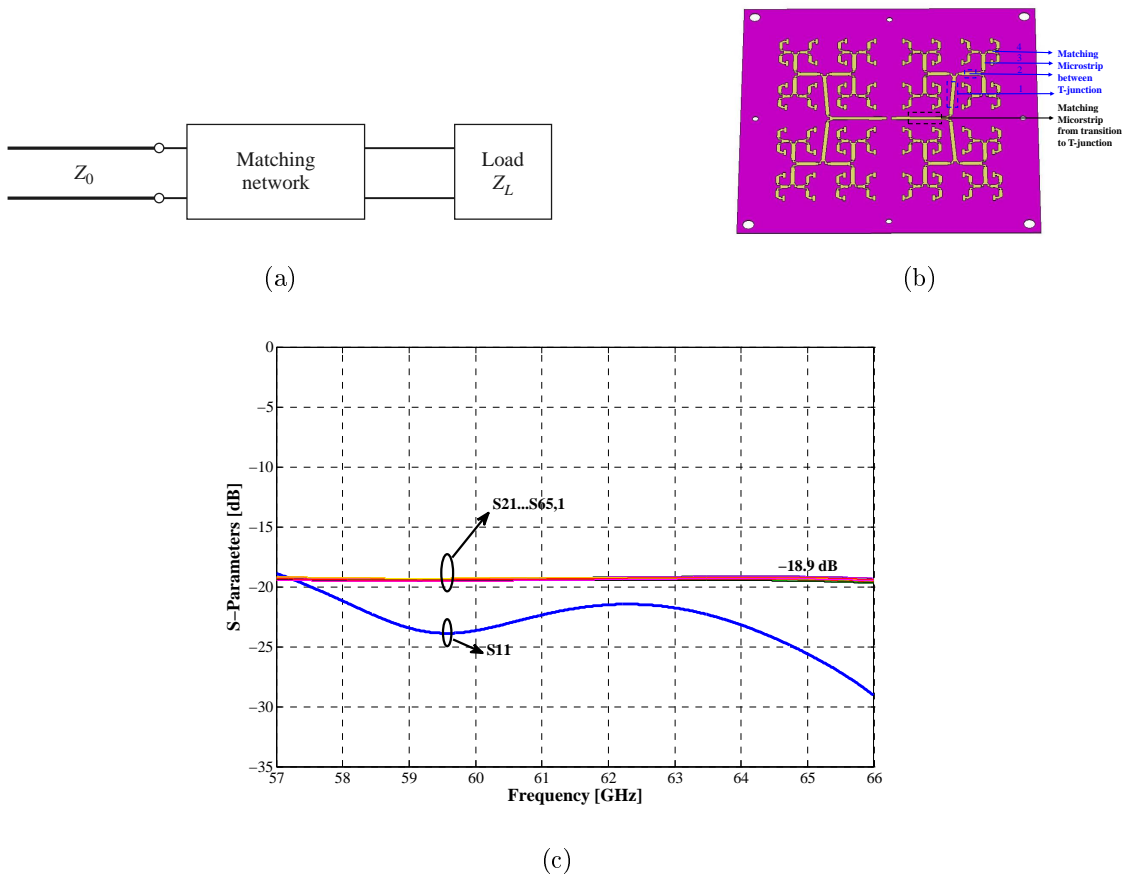 Z0
Matching
network
Load
ZL
(a)
4
3
2
1
Matching
Microstrip
between
T-junction
Matching
Micorstrip
from transition
to T-junction
(b)
0
−5
−10
−15
−20
−25
−30
−35
S−Parameters [dB]
S21...S65,1
−18.9 dB
S11
57 58 59 60 61 62 63 64 65 66
Frequency [GHz]
(c)